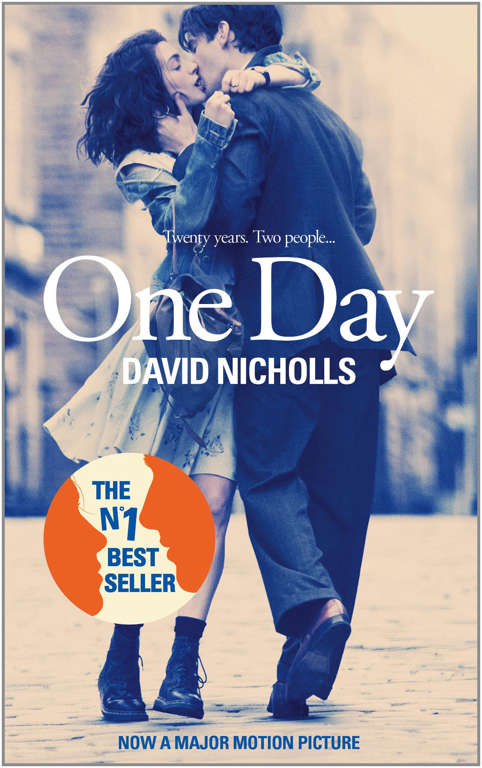 Twenty years. Two people...
One Day
DAVID NICHOLLS
THE
Nº1
BEST
SELLER
NOW A MAJOR MOTION PICTURE